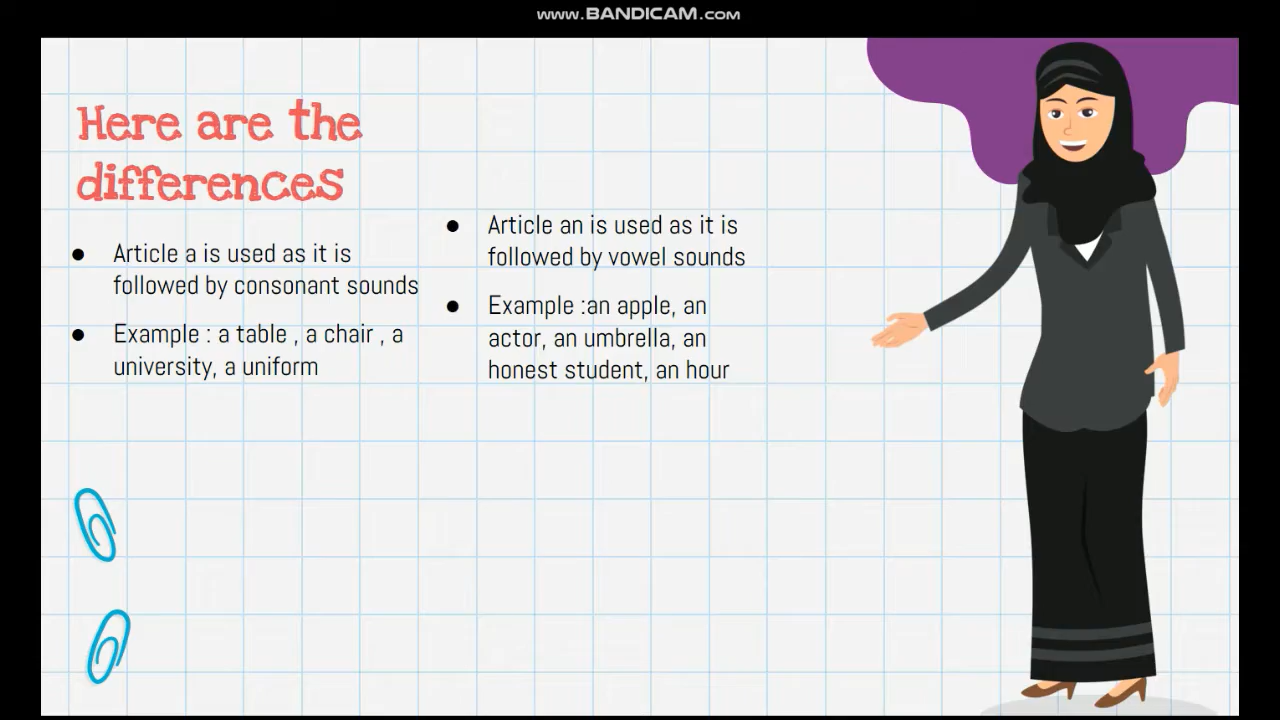 www.BANDICAM.com
Here are the
differences
● Article a is used as it is
followed by consonant sounds
● Example : a table , a chair , a
university, a uniform
● Article an is used as it is
followed by vowel sounds
● Example :an apple, an
actor, an umbrella, an
honest student, an hour